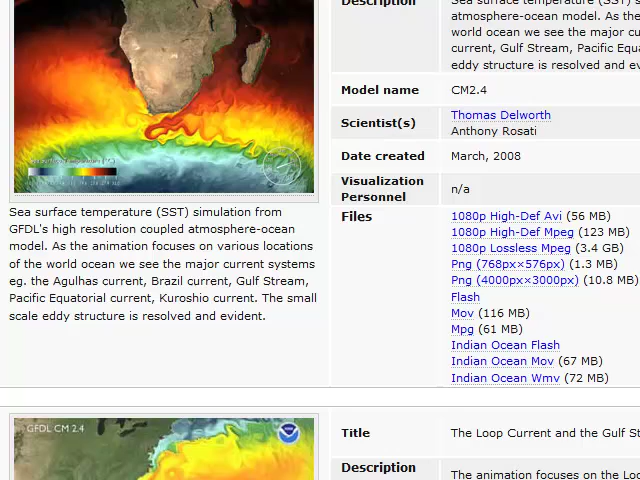 Description
Sea surface temperature (SST) s
atmosphere-ocean model. As the
world ocean we see the major cu
current, Gulf Stream, Pacific Equa
eddy structure is resolved and ev
Model name
CM2.4
Scientist(s)
Thomas Delworth
Anthony Rosati
Date created
March, 2008
Visualization
Personnel
n/a
Files
1080p High-Def Avi (56 MB)
1080p High-Def Mpeg (123 MB)
1080p Lossless Mpeg (3.4 GB)
Png (768px×576px) (1.3 MB)
Png (4000px×3000px) (10.8 MB)
Flash
Mov (116 MB)
Mpg (61 MB)
Indian Ocean Flash
Indian Ocean Mov (67 MB)
Indian Ocean Wmv (72 MB)
Sea surface temperature (SST) simulation from
GFDL's high resolution coupled atmosphere-ocean
model. As the animation focuses on various locations
of the world ocean we see the major current systems
eg. the Agulhas current, Brazil current, Gulf Stream,
Pacific Equatorial current, Kuroshio current. The small
scale eddy structure is resolved and evident.
GFDL CM 2.4
Title
The Loop Current and the Gulf St
Description
The animation focuses on the Loo